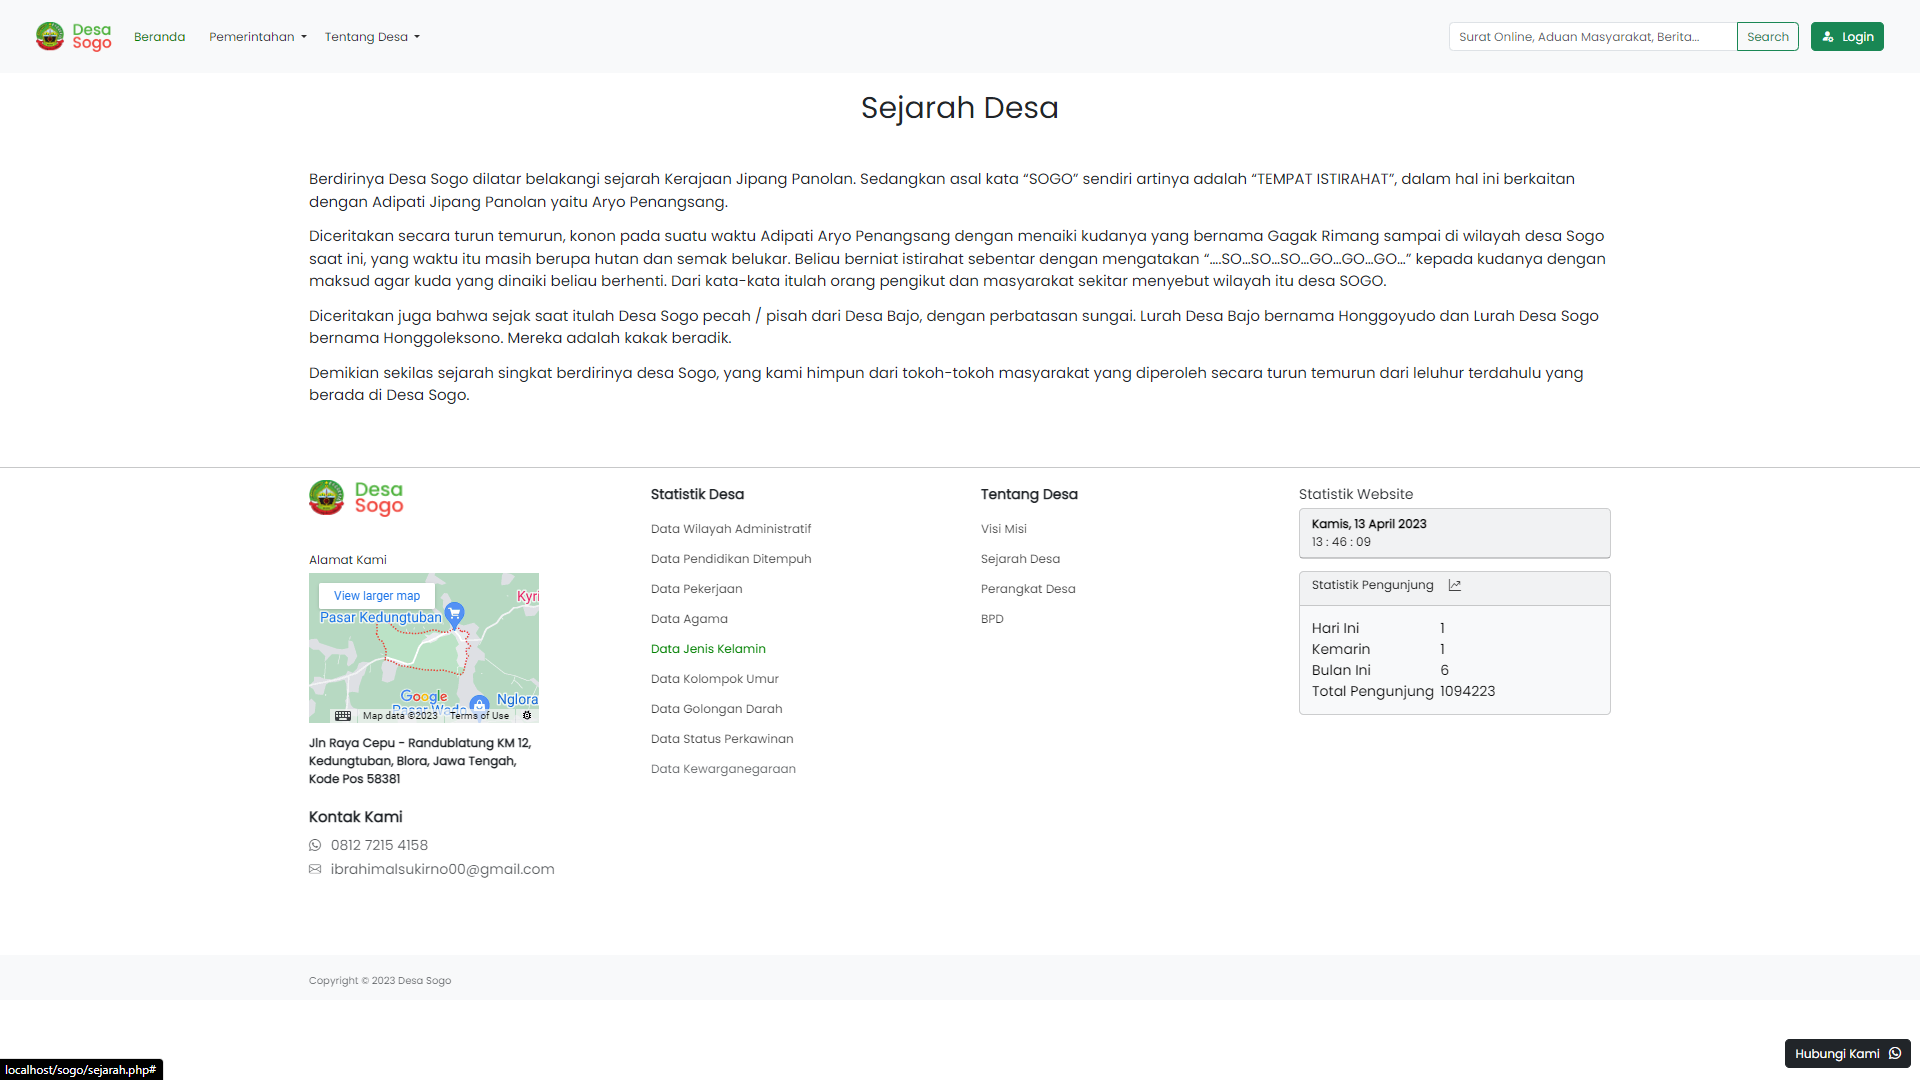 Desa
Sogo
Beranda
Pemerintahan
Tentang Desa
Surat Online, Aduan Masyarakat, Berita...
Search
Login
Sejarah Desa
Berdirinya Desa Sogo dilatar belakangi sejarah Kerajaan Jipang Panolan. Sedangkan asal kata “SOGO” sendiri artinya adalah “TEMPAT ISTIRAHAT”, dalam hal ini berkaitan
dengan Adipati Jipang Panolan yaitu Aryo Penangsang.
Diceritakan secara turun temurun, konon pada suatu waktu Adipati Aryo Penangsang dengan menaiki kudanya yang bernama Gagak Rimang sampai di wilayah desa Sogo
saat ini, yang waktu itu masih berupa hutan dan semak belukar. Beliau berniat istirahat sebentar dengan mengatakan “....SO...SO...SO...GO...GO...GO...” kepada kudanya dengan
maksud agar kuda yang dinaiki beliau berhenti. Dari kata-kata itulah orang pengikut dan masyarakat sekitar menyebut wilayah itu desa SOGO.
Diceritakan juga bahwa sejak saat itulah Desa Sogo pecah / pisah dari Desa Bajo, dengan perbatasan sungai. Lurah Desa Bajo bernama Honggoyudo dan Lurah Desa Sogo
bernama Honggoleksono. Mereka adalah kakak beradik.
Demikian sekilas sejarah singkat berdirinya desa Sogo, yang kami himpun dari tokoh-tokoh masyarakat yang diperoleh secara turun temurun dari leluhur terdahulu yang
berada di Desa Sogo.
Desa
Sogo
Alamat Kami
View larger map
Kyri
Pasar Kedungtuban
Google
Nglora
Pasar Wado
Map data ©2023
Terms of Use
Jln Raya Cepu - Randublatung KM 12,
Kedungtuban, Blora, Jawa Tengah,
Kode Pos 58381
Kontak Kami
0812 7215 4158
ibrahimalsukirno00@gmail.com
Statistik Desa
Data Wilayah Administratif
Data Pendidikan Ditempuh
Data Pekerjaan
Data Agama
Data Jenis Kelamin
Data Kolompok Umur
Data Golongan Darah
Data Status Perkawinan
Data Kewarganegaraan
Tentang Desa
Visi Misi
Sejarah Desa
Perangkat Desa
BPD
Statistik Website
Kamis, 13 April 2023
13 : 46 : 09
Statistik Pengunjung
Hari Ini 1
Kemarin 1
Bulan Ini 6
Total Pengunjung 1094223
Copyright © 2023 Desa Sogo
Hubungi Kami
localhost/sogo/sejarah.php#